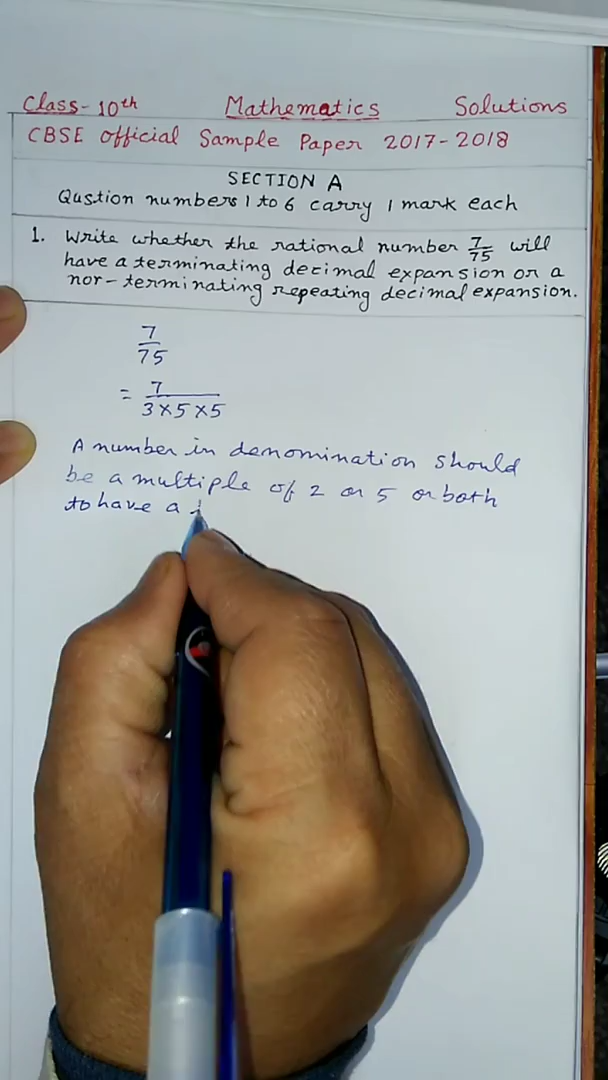 Class-10th Mathematics Solutions
CBSE official Sample Paper 2017-2018
SECTION A
Qustion numbers 1 to 6 carry 1 mark each
1. Write whether the rational number 7/75 will
have a terminating decimal expansion or a
nor-terminating repeating decimal expansion.
7
75
= 7
3×5×5
A number in denomination should
be a multiple of 2 or 5 or both
to have a